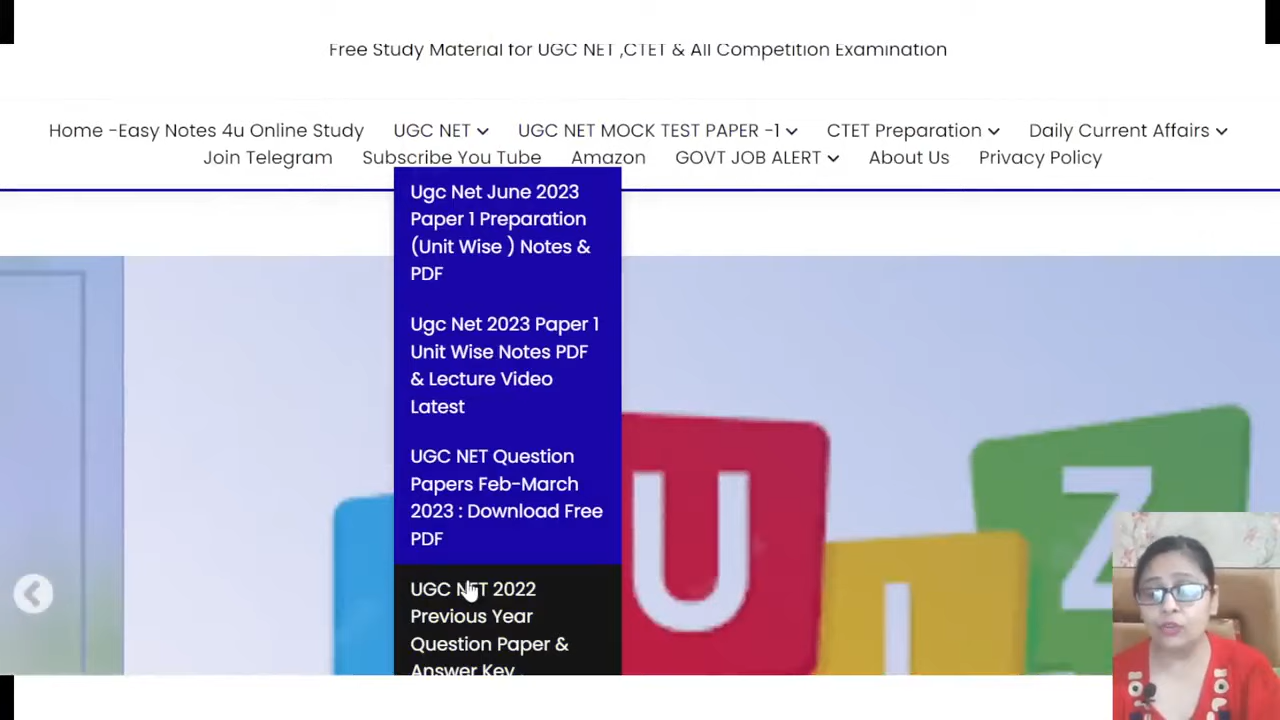 Free Study Material for UGC NET ,CTET & All Competition Examination
Home -Easy Notes 4u Online Study UGC NET UGC NET MOCK TEST PAPER -1 CTET Preparation Daily Current Affairs
Join Telegram Subscribe You Tube Amazon GOVT JOB ALERT About Us Privacy Policy
Ugc Net June 2023
Paper 1 Preparation
(Unit Wise ) Notes &
PDF
Ugc Net 2023 Paper 1
Unit Wise Notes PDF
& Lecture Video
Latest
UGC NET Question
Papers Feb-March
2023 : Download Free
PDF
UGC NET 2022
Previous Year
Question Paper &
Answer Key
U I Z